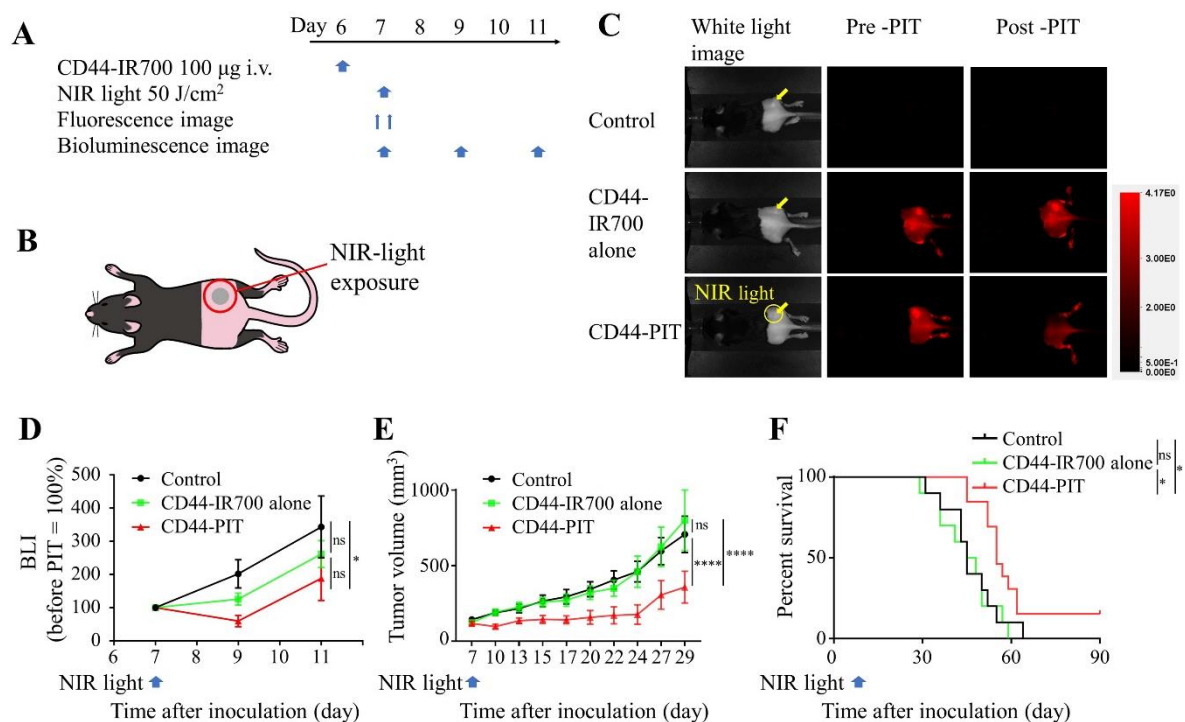 A
Day 6 7 8 9 10 11
CD44-IR700 100 μg i.v.
NIR light 50 J/cm²
Fluorescence image
Bioluminescence image
B
NIR-light
exposure
C
White light
image
Pre -PIT
Post -PIT
Control
CD44-
IR700
alone
NIR light
CD44-PIT
4.17E0
3.00E0
2.00E0
5.00E-1
0.00E0
D
Control
CD44-IR700 alone
CD44-PIT
BLI
(before PIT = 100%)
500
400
300
200
100
0
6 7 8 9 10 11
ns
ns
*
NIR light
Time after inoculation (day)
E
Control
CD44-IR700 alone
CD44-PIT
Tumor volume (mm³)
1000
500
0
7 10 13 15 17 20 22 24 27 29
ns
****
****
NIR light
Time after inoculation (day)
F
Control
CD44-IR700 alone
CD44-PIT
ns
*
*
Percent survival
100
50
0
0 30 60 90
NIR light
Time after inoculation (day)